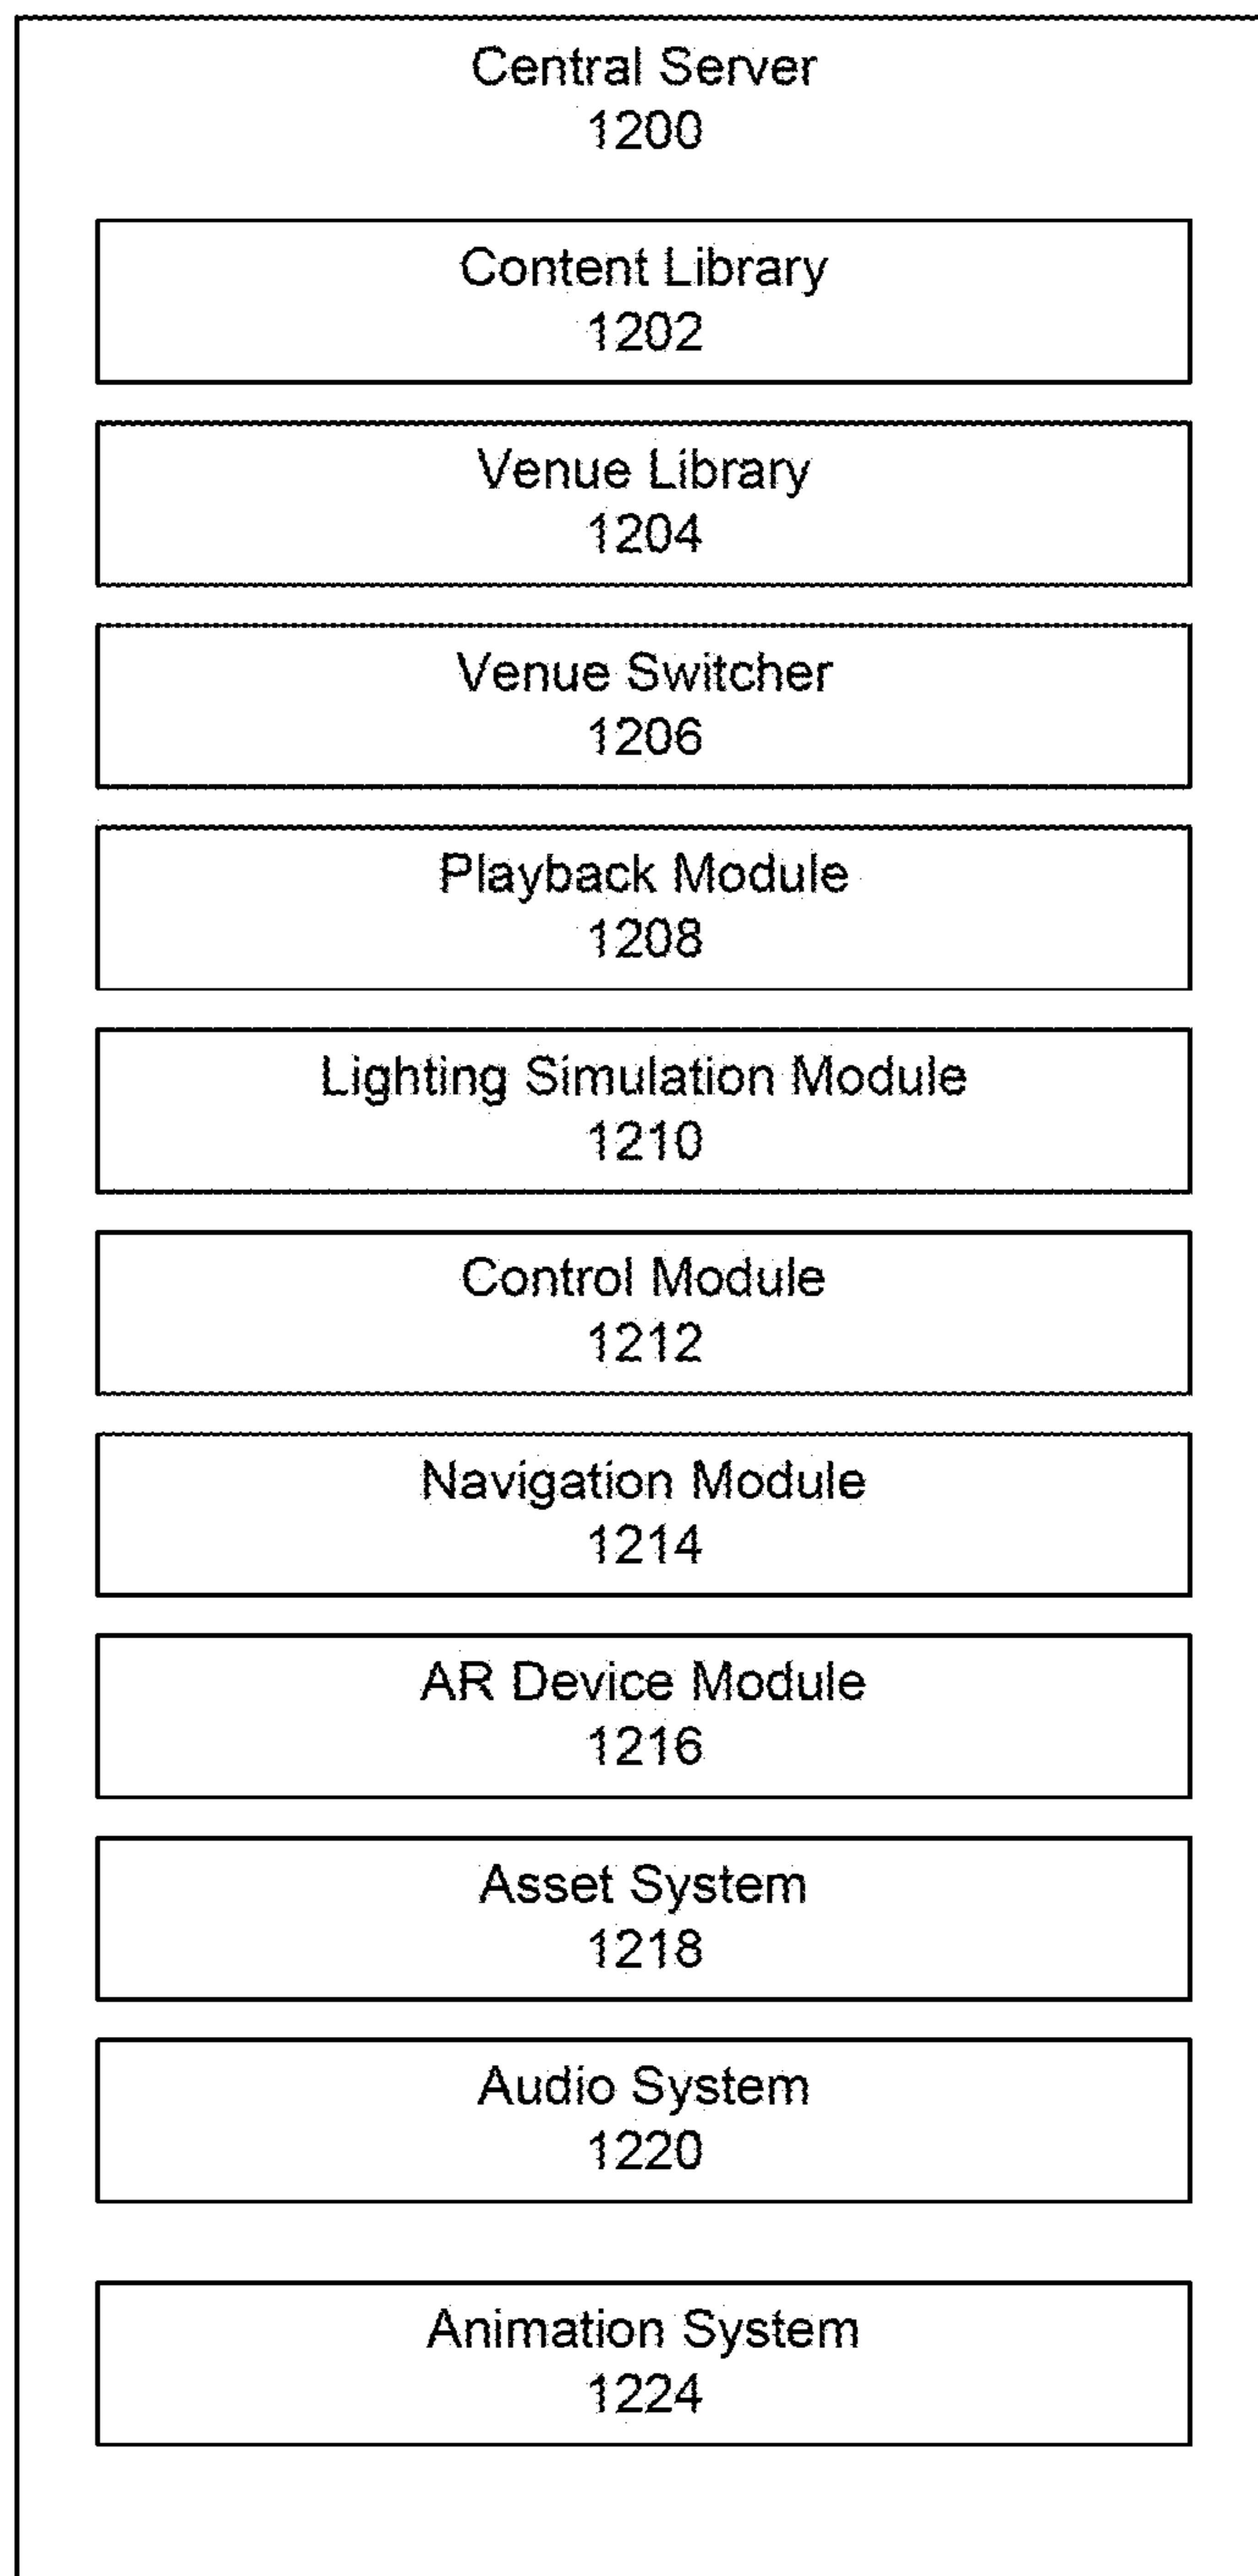 Central Server
1200
Content Library
1202
Venue Library
1204
Venue Switcher
1206
Playback Module
1208
Lighting Simulation Module
1210
Control Module
1212
Navigation Module
1214
AR Device Module
1216
Asset System
1218
Audio System
1220
Animation System
1224